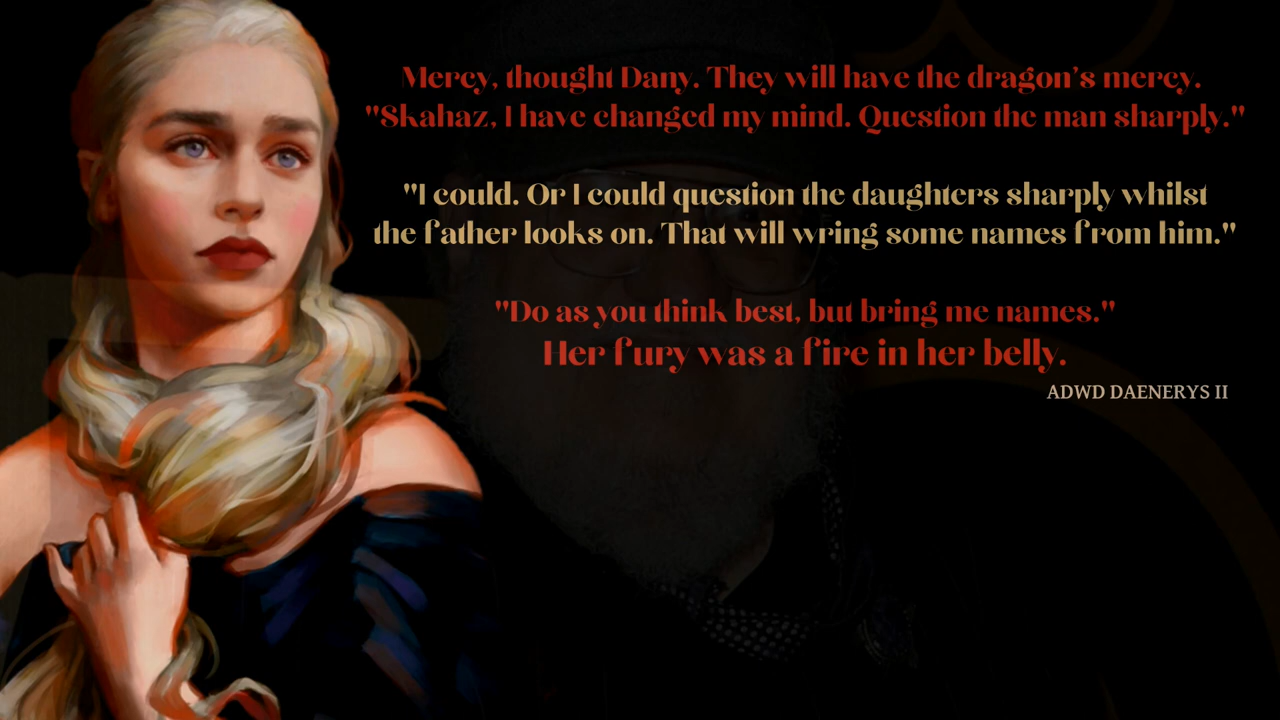 Mercy, thought Dany. They will have the dragon's mercy.
"Skahaz, I have changed my mind. Question the man sharply."
"I could. Or I could question the daughters sharply whilst
the father looks on. That will wring some names from him."
"Do as you think best, but bring me names."
Her fury was a fire in her belly.
ADWD DAENERYS II